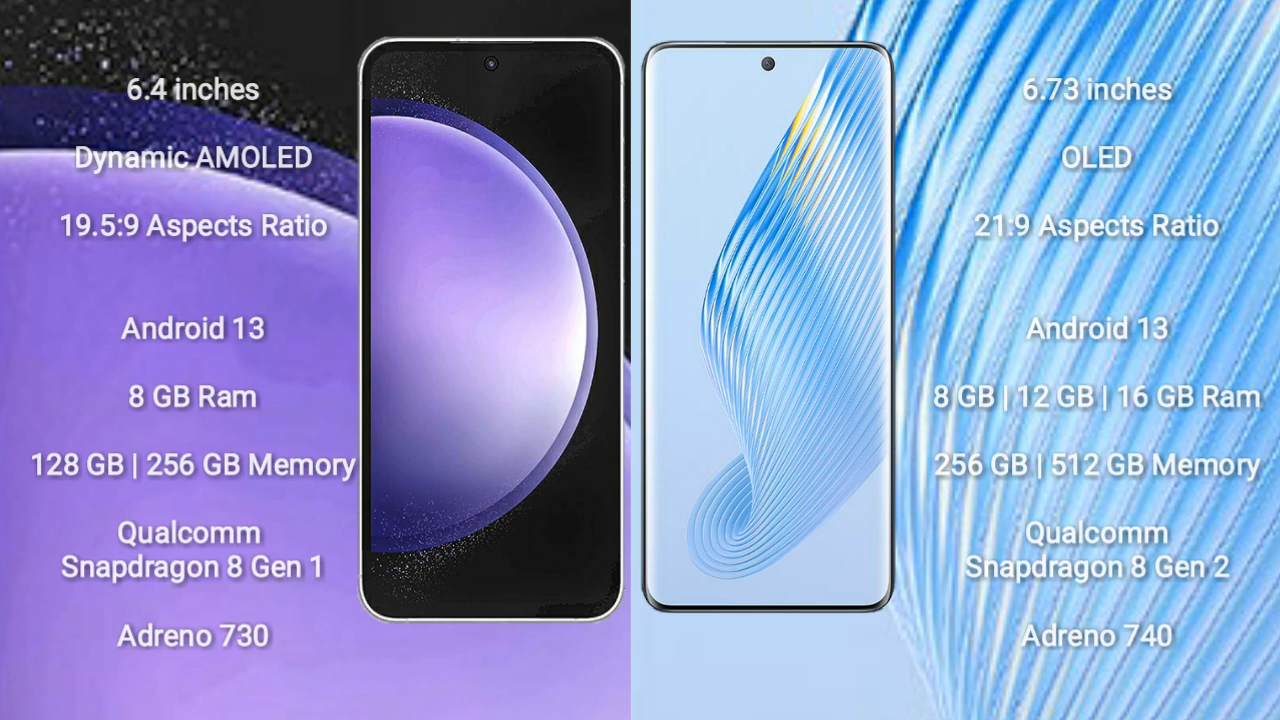 6.4 inches
Dynamic AMOLED
19.5:9 Aspects Ratio
Android 13
8 GB Ram
128 GB | 256 GB Memory
Qualcomm
Snapdragon 8 Gen 1
Adreno 730
6.73 inches
OLED
21:9 Aspects Ratio
Android 13
8 GB | 12 GB | 16 GB Ram
256 GB | 512 GB Memory
Qualcomm
Snapdragon 8 Gen 2
Adreno 740